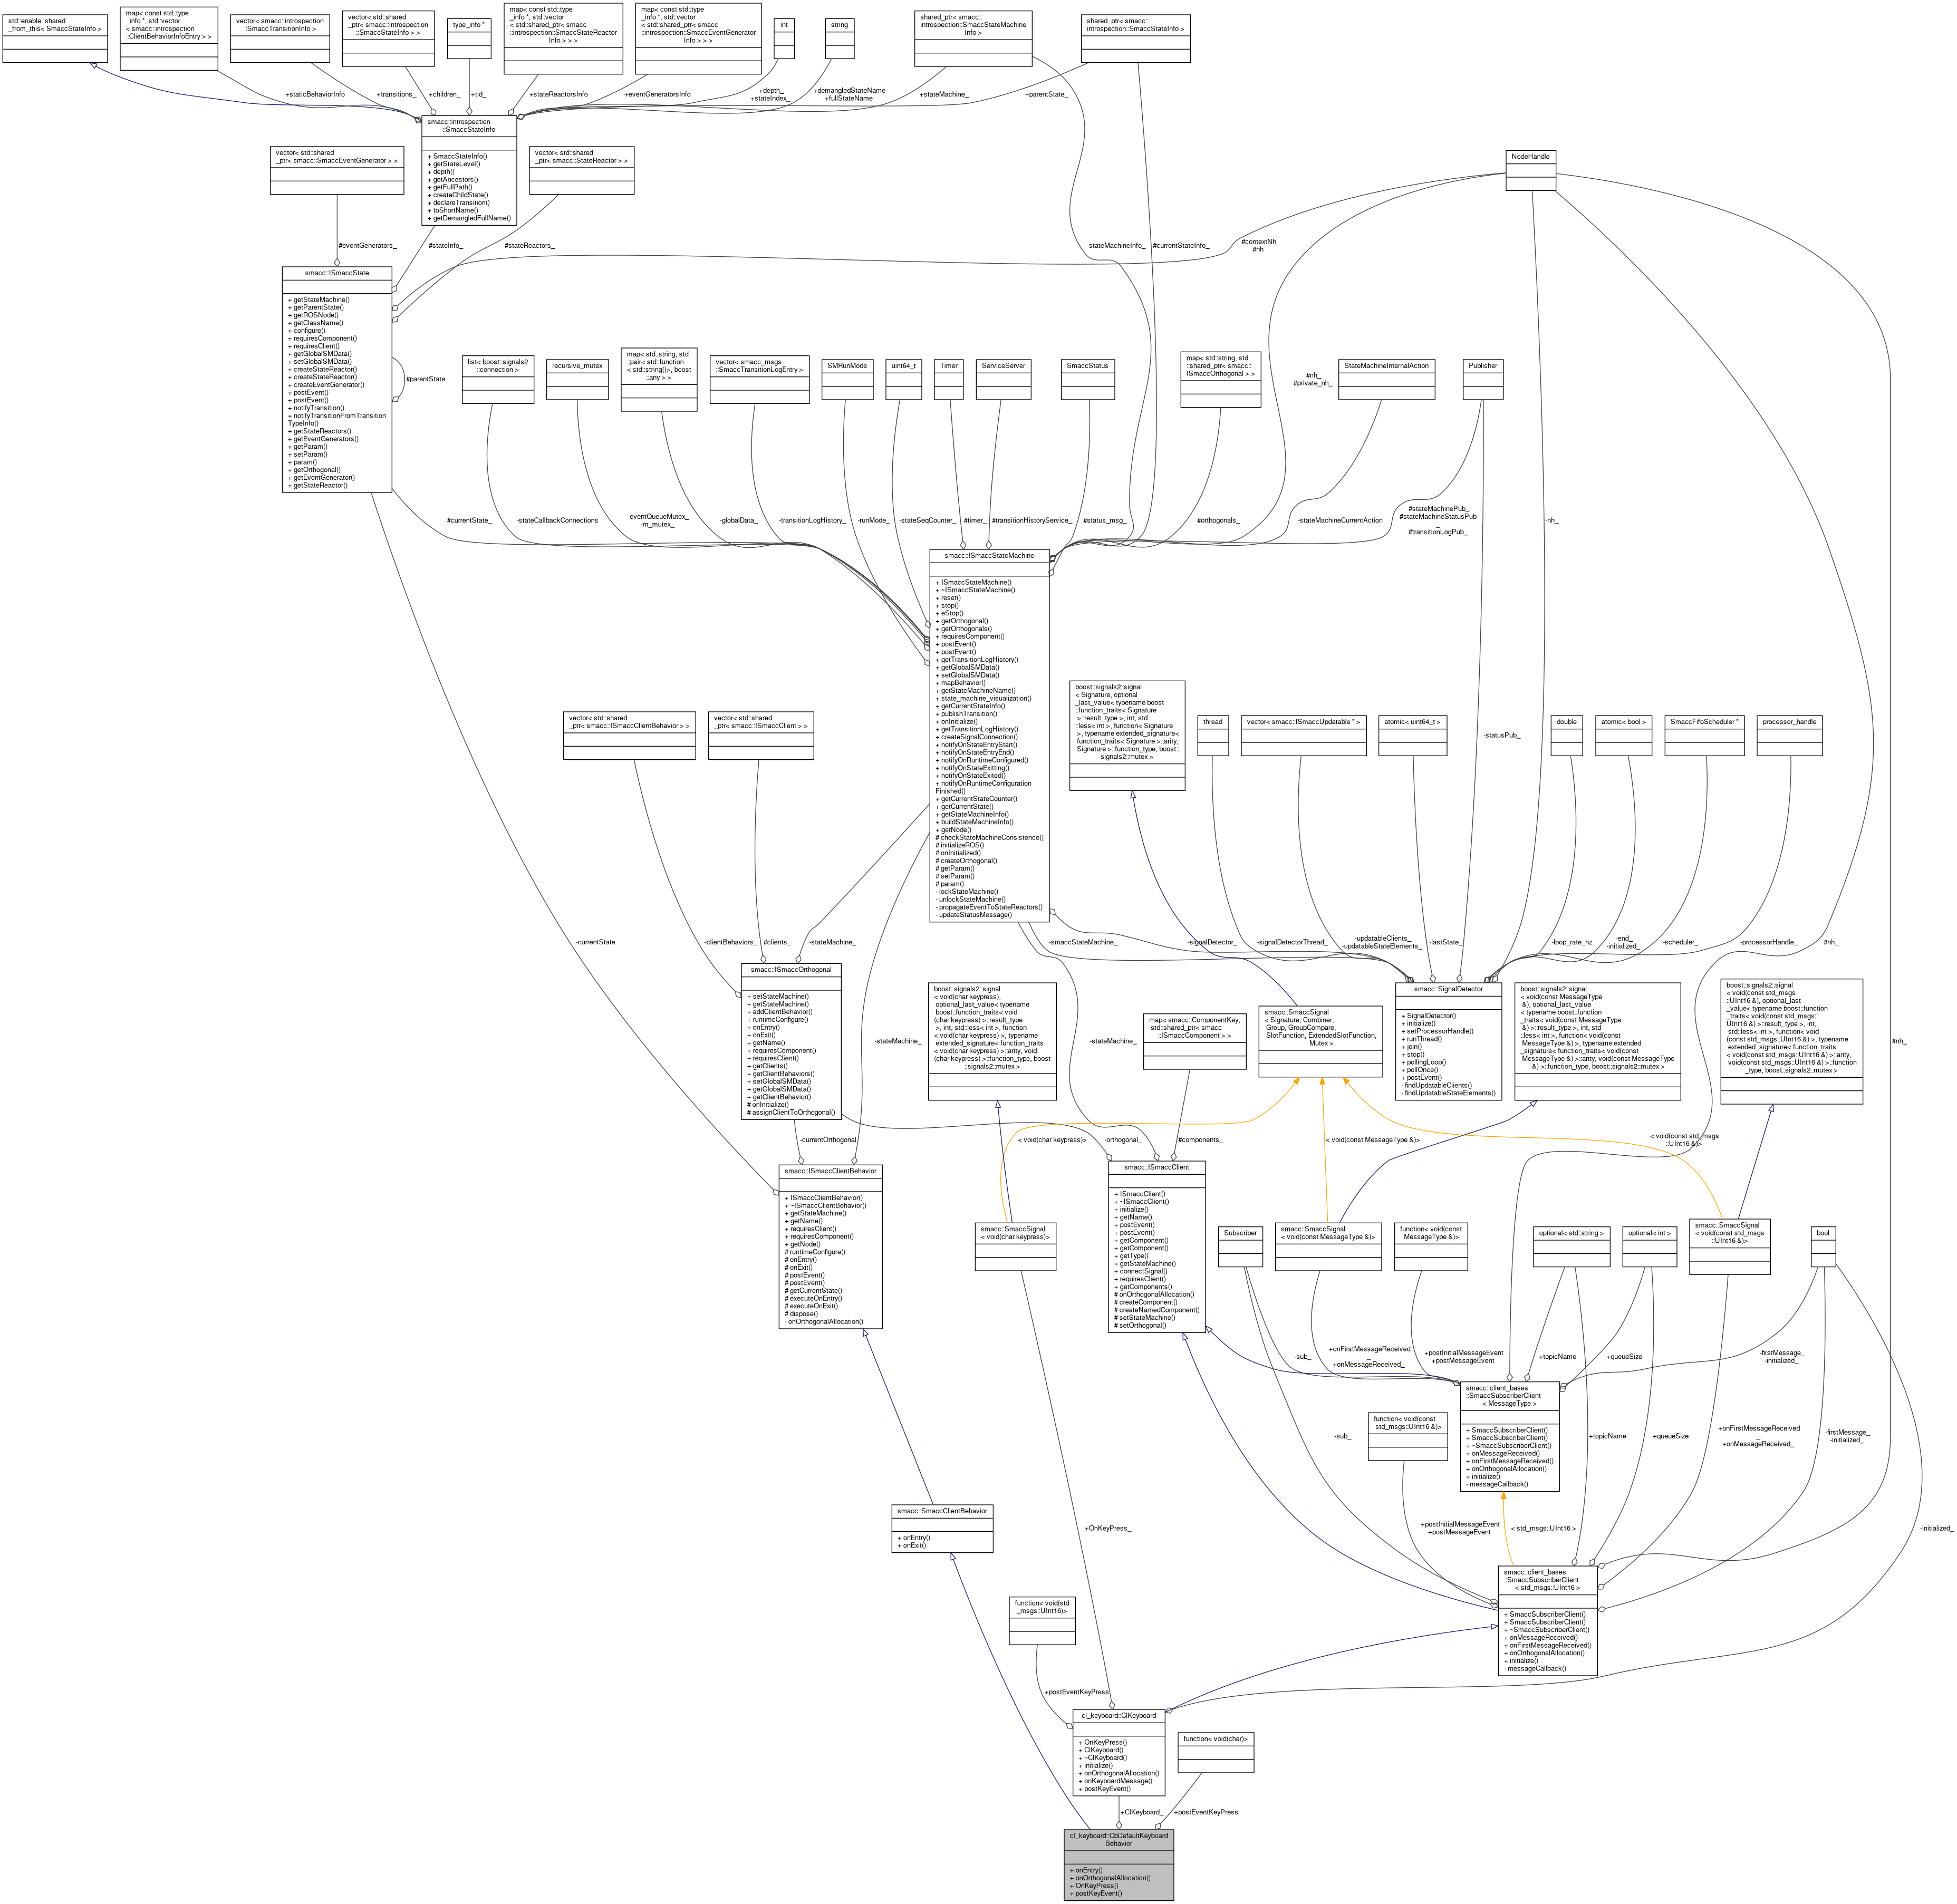 std::enable_shared
_from_this< SmaccStateInfo >
map< const std::type
_info *, std::vector
< smacc::introspection
::ClientBehaviorInfoEntry > >
vector< smacc::introspection
::SmaccTransitionInfo >
vector< std::shared
_ptr< smacc::introspection
::SmaccStateInfo > >
type_info *
map< const std::type
_info *, std::vector
< std::shared_ptr< smacc
::introspection::SmaccStateReactor
Info > > >
map< const std::type
_info *, std::vector
< std::shared_ptr< smacc
::introspection::SmaccEventGenerator
Info > > >
int
string
shared_ptr< smacc::
introspection::SmaccStateMachine
Info >
shared_ptr< smacc::
introspection::SmaccStateInfo >
+staticBehaviorInfo
+transitions_
+children_
+tid_
+stateReactorsInfo
+eventGeneratorsInfo
+depth_
+stateIndex_
+demangledStateName
+fullStateName
+stateMachine_
+parentState_
smacc::introspection
::SmaccStateInfo
+ SmaccStateInfo()
+ getStateLevel()
+ depth()
+ getAncestors()
+ getFullPath()
+ createChildState()
+ declareTransition()
+ toShortName()
+ getDemangledFullName()
vector< std::shared
_ptr< smacc::SmaccEventGenerator > >
vector< std::shared
_ptr< smacc::StateReactor > >
NodeHandle
#eventGenerators_
#stateInfo_
#stateReactors_
#contextNh
#nh
-stateMachineInfo_
#currentStateInfo_
smacc::ISmaccState
+ getStateMachine()
+ getParentState()
+ getROSNode()
+ getClassName()
+ configure()
+ requiresComponent()
+ requiresClient()
+ getGlobalSMData()
+ setGlobalSMData()
+ createStateReactor()
+ createStateReactor()
+ createEventGenerator()
+ postEvent()
+ postEvent()
+ notifyTransition()
+ notifyTransitionFromTransition
TypeInfo()
+ getStateReactors()
+ getEventGenerators()
+ getParam()
+ setParam()
+ param()
+ getOrthogonal()
+ getEventGenerator()
+ getStateReactor()
#parentState_
list< boost::signals2
::connection >
recursive_mutex
map< std::string, std
::pair< std::function
< std::string()>, boost
::any > >
vector< smacc_msgs
::SmaccTransitionLogEntry >
SMRunMode
uint64_t
Timer
ServiceServer
SmaccStatus
map< std::string, std
::shared_ptr< smacc::
ISmaccOrthogonal > >
#nh_
#private_nh_
StateMachineInternalAction
Publisher
#currentState_
-stateCallbackConnections
-eventQueueMutex_
-m_mutex_
-globalData_
-transitionLogHistory_
-runMode_
-stateSeqCounter_
#timer_
#transitionHistoryService_
#status_msg_
#orthogonals_
-stateMachineCurrentAction
#stateMachinePub_
#stateMachineStatusPub
_
#transitionLogPub_
-nh_
smacc::ISmaccStateMachine
+ ISmaccStateMachine()
+ ~ISmaccStateMachine()
+ reset()
+ stop()
+ eStop()
+ getOrthogonal()
+ getOrthogonals()
+ requiresComponent()
+ postEvent()
+ postEvent()
+ getTransitionLogHistory()
+ getGlobalSMData()
+ setGlobalSMData()
+ mapBehavior()
+ getStateMachineName()
+ state_machine_visualization()
+ getCurrentStateInfo()
+ publishTransition()
+ onInitialize()
+ getTransitionLogHistory()
+ createSignalConnection()
+ notifyOnStateEntryStart()
+ notifyOnStateEntryEnd()
+ notifyOnRuntimeConfigured()
+ notifyOnStateExitting()
+ notifyOnStateExited()
+ notifyOnRuntimeConfiguration
Finished()
+ getCurrentStateCounter()
+ getCurrentState()
+ getStateMachineInfo()
+ buildStateMachineInfo()
+ getNode()
# checkStateMachineConsistence()
# initializeROS()
# onInitialized()
# createOrthogonal()
# getParam()
# setParam()
# param()
- lockStateMachine()
- unlockStateMachine()
- propagateEventToStateReactors()
- updateStatusMessage()
boost::signals2::signal
< Signature, optional
_last_value< typename boost
::function_traits< Signature
>::result_type >, int, std
::less< int >, function< Signature
>, typename extended_signature<
function_traits< Signature >::arity,
Signature >::function_type, boost::
signals2::mutex >
thread
vector< smacc::ISmaccUpdatable * >
atomic< uint64_t >
-statusPub_
double
atomic< bool >
SmaccFifoScheduler *
processor_handle
vector< std::shared
_ptr< smacc::ISmaccClientBehavior > >
vector< std::shared
_ptr< smacc::ISmaccClient > >
-currentState
-clientBehaviors_
#clients_
-stateMachine_
-smaccStateMachine_
-signalDetector_
-signalDetectorThread_
-updatableClients_
-updatableStateElements_
-lastState_
-loop_rate_hz
-end_
-initialized_
-scheduler_
-processorHandle_
#nh_
smacc::ISmaccOrthogonal
+ setStateMachine()
+ getStateMachine()
+ addClientBehavior()
+ runtimeConfigure()
+ onEntry()
+ onExit()
+ getName()
+ requiresComponent()
+ requiresClient()
+ getClients()
+ getClientBehaviors()
+ setGlobalSMData()
+ getGlobalSMData()
+ getClientBehavior()
# onInitialize()
# assignClientToOrthogonal()
-stateMachine_
boost::signals2::signal
< void(char keypress),
optional_last_value< typename
boost::function_traits< void
(char keypress) >::result_type
>, int, std::less< int >, function
< void(char keypress) >, typename
extended_signature< function_traits
< void(char keypress) >::arity, void
(char keypress) >::function_type, boost
::signals2::mutex >
-stateMachine_
map< smacc::ComponentKey,
std::shared_ptr< smacc
::ISmaccComponent > >
smacc::SmaccSignal
< Signature, Combiner,
Group, GroupCompare,
SlotFunction, ExtendedSlotFunction,
Mutex >
smacc::SignalDetector
+ SignalDetector()
+ initialize()
+ setProcessorHandle()
+ runThread()
+ join()
+ stop()
+ pollingLoop()
+ pollOnce()
+ postEvent()
- findUpdatableClients()
- findUpdatableStateElements()
boost::signals2::signal
< void(const MessageType
&), optional_last_value
< typename boost::function
_traits< void(const MessageType
&) >::result_type >, int, std
::less< int >, function< void(const
MessageType &) >, typename extended
_signature< function_traits< void(const
MessageType &) >::arity, void(const MessageType
&) >::function_type, boost::signals2::mutex >
boost::signals2::signal
< void(const std_msgs
::UInt16 &), optional_last
_value< typename boost::function
_traits< void(const std_msgs::
UInt16 &) >::result_type >, int,
std::less< int >, function< void
(const std_msgs::UInt16 &) >, typename
extended_signature< function_traits
< void(const std_msgs::UInt16 &) >::arity,
void(const std_msgs::UInt16 &) >::function
_type, boost::signals2::mutex >
#nh_
-currentOrthogonal
< void(char keypress)>
-orthogonal_
#components_
< void(const MessageType &)>
< void(const std_msgs
::UInt16 &)>
smacc::ISmaccClientBehavior
+ ISmaccClientBehavior()
+ ~ISmaccClientBehavior()
+ getStateMachine()
+ getName()
+ requiresClient()
+ requiresComponent()
+ getNode()
# runtimeConfigure()
# onEntry()
# onExit()
# postEvent()
# postEvent()
# getCurrentState()
# executeOnEntry()
# executeOnExit()
# dispose()
- onOrthogonalAllocation()
smacc::SmaccSignal
< void(char keypress)>
smacc::ISmaccClient
+ ISmaccClient()
+ ~ISmaccClient()
+ initialize()
+ getName()
+ postEvent()
+ postEvent()
+ getComponent()
+ getComponent()
+ getType()
+ getStateMachine()
+ connectSignal()
+ requiresClient()
+ getComponents()
# onOrthogonalAllocation()
# createComponent()
# createNamedComponent()
# setStateMachine()
# setOrthogonal()
Subscriber
smacc::SmaccSignal
< void(const MessageType &)>
function< void(const
MessageType &)>
optional< std::string >
optional< int >
smacc::SmaccSignal
< void(const std_msgs
::UInt16 &)>
bool
-sub_
+onFirstMessageReceived
_
+onMessageReceived_
+postInitialMessageEvent
+postMessageEvent
+topicName
+queueSize
-firstMessage_
-initialized_
smacc::client_bases
::SmaccSubscriberClient
< MessageType >
+ SmaccSubscriberClient()
+ SmaccSubscriberClient()
+ ~SmaccSubscriberClient()
+ onMessageReceived()
+ onFirstMessageReceived()
+ onOrthogonalAllocation()
+ initialize()
- messageCallback()
function< void(const
std_msgs::UInt16 &)>
-sub_
+topicName
+queueSize
+onFirstMessageReceived
_
+onMessageReceived_
-firstMessage_
-initialized_
smacc::SmaccClientBehavior
+ onEntry()
+ onExit()
+OnKeyPress_
+postInitialMessageEvent
+postMessageEvent
< std_msgs::UInt16 >
-initialized_
smacc::client_bases
::SmaccSubscriberClient
< std_msgs::UInt16 >
+ SmaccSubscriberClient()
+ SmaccSubscriberClient()
+ ~SmaccSubscriberClient()
+ onMessageReceived()
+ onFirstMessageReceived()
+ onOrthogonalAllocation()
+ initialize()
- messageCallback()
function< void(std
_msgs::UInt16)>
+postEventKeyPress
cl_keyboard::ClKeyboard
+ OnKeyPress()
+ ClKeyboard()
+ ~ClKeyboard()
+ initialize()
+ onOrthogonalAllocation()
+ onKeyboardMessage()
+ postKeyEvent()
function< void(char)>
+ClKeyboard_
+postEventKeyPress
cl_keyboard::CbDefaultKeyboard
Behavior
+ onEntry()
+ onOrthogonalAllocation()
+ OnKeyPress()
+ postKeyEvent()